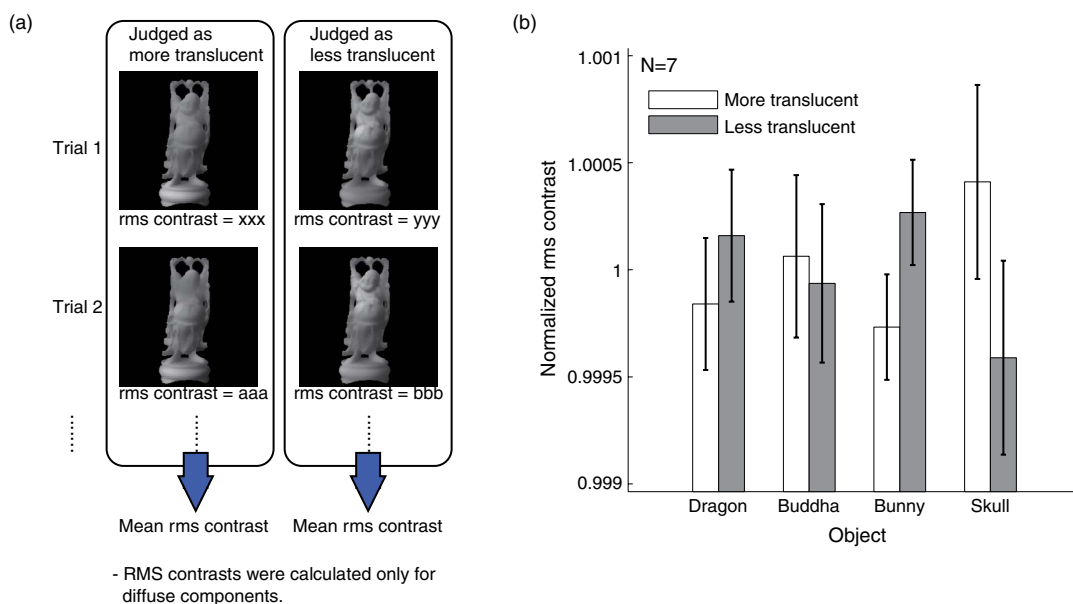 (a)
Judged as
more translucent
Judged as
less translucent
Trial 1
rms contrast = xxx
rms contrast = yyy
Trial 2
rms contrast = aaa
rms contrast = bbb
Mean rms contrast
Mean rms contrast
- RMS contrasts were calculated only for
diffuse components.
(b)
N=7
More translucent
Less translucent
Normalized rms contrast
1.001
1.0005
1
0.9995
0.999
Dragon Buddha Bunny Skull
Object